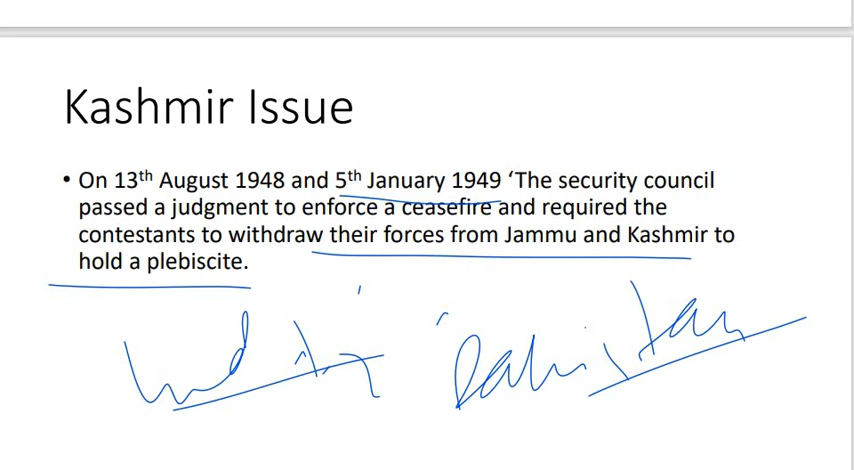 Kashmir Issue
• On 13th August 1948 and 5th January 1949 ‘The security council
passed a judgment to enforce a ceasefire and required the
contestants to withdraw their forces from Jammu and Kashmir to
hold a plebiscite.
Pakistan